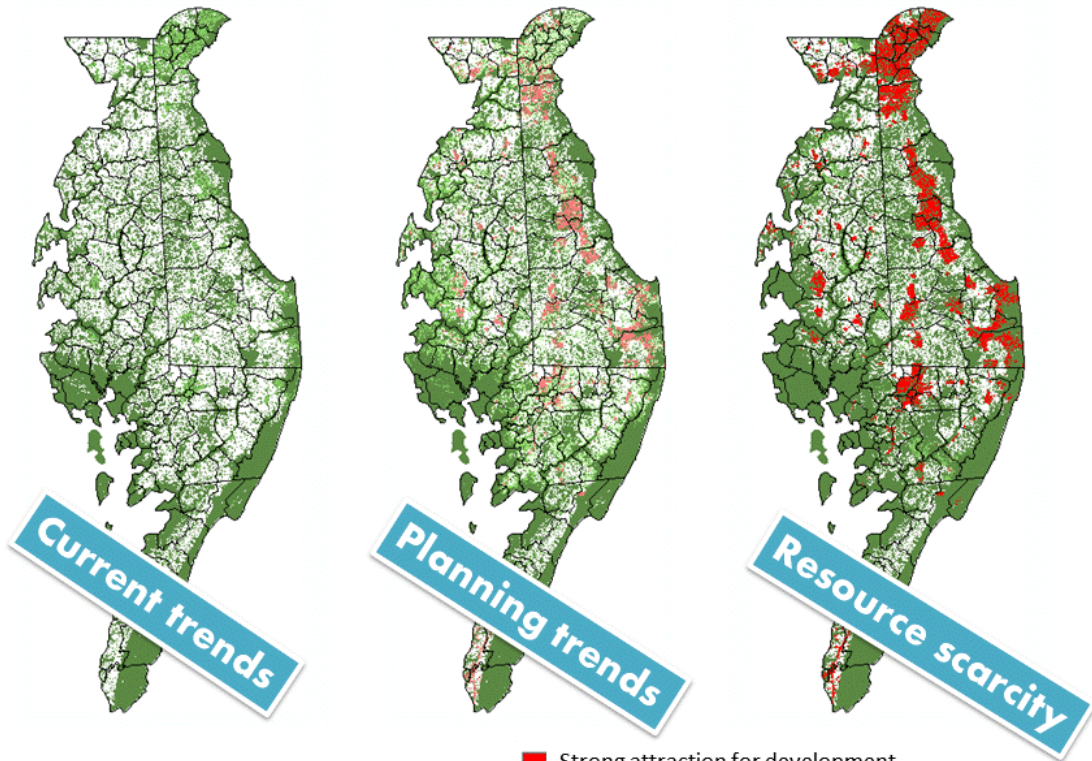 Current trends
Planning trends
Resource scarcity
Strong attraction for development